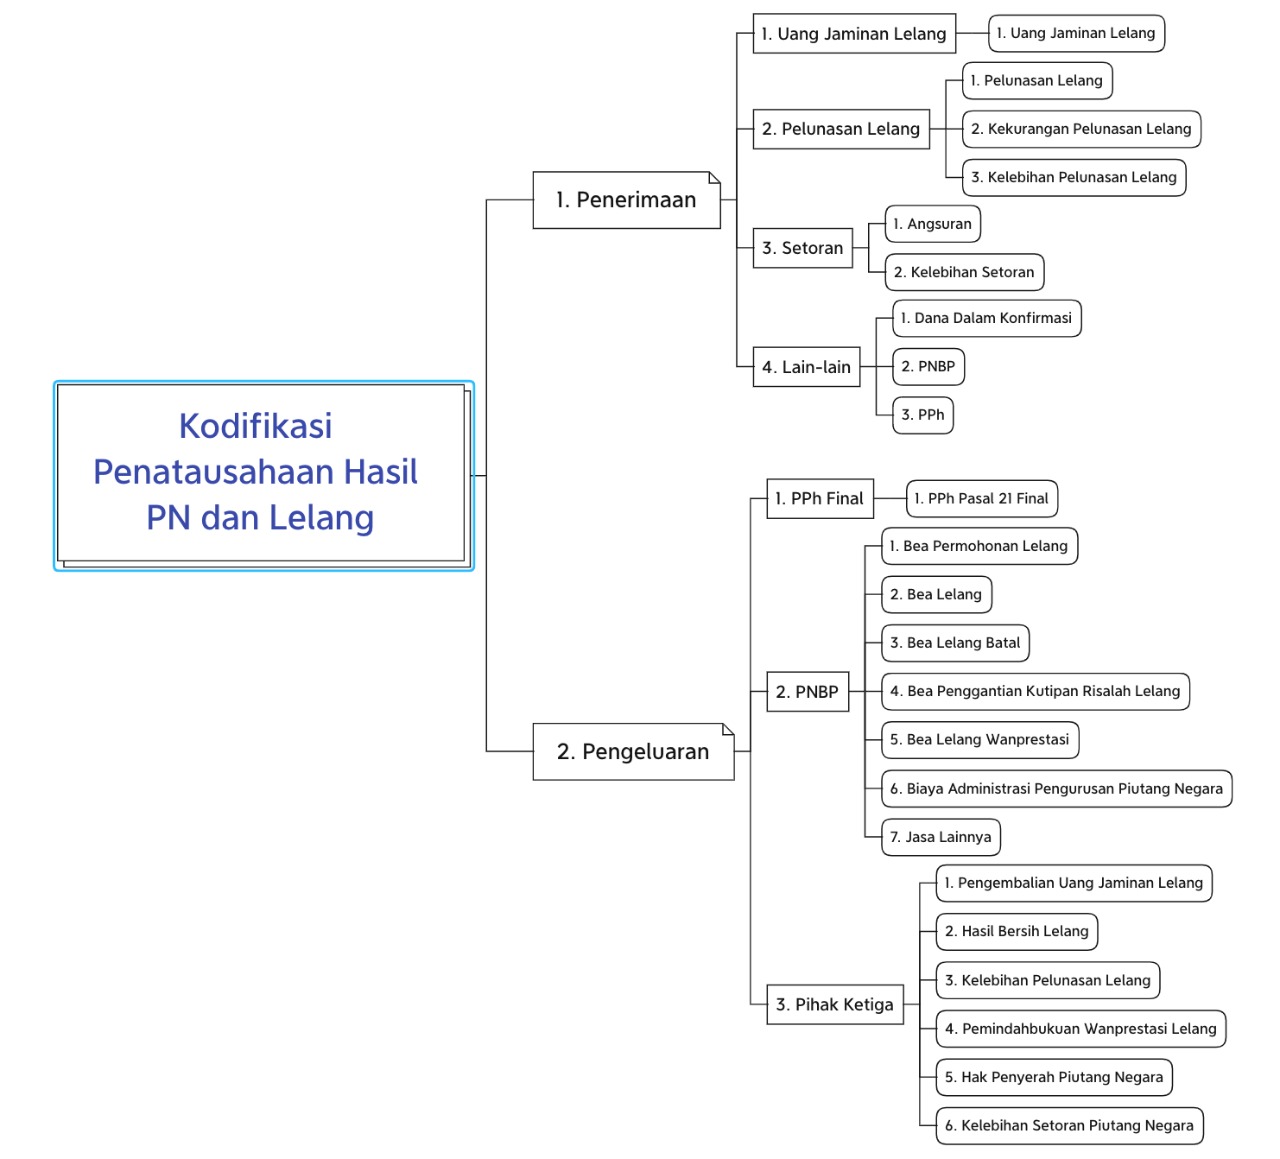 Kodifikasi
Penatausahaan Hasil
PN dan Lelang
1. Penerimaan
1. Uang Jaminan Lelang
1. Uang Jaminan Lelang
2. Pelunasan Lelang
1. Pelunasan Lelang
2. Kekurangan Pelunasan Lelang
3. Kelebihan Pelunasan Lelang
3. Setoran
1. Angsuran
2. Kelebihan Setoran
4. Lain-lain
1. Dana Dalam Konfirmasi
2. PNBP
3. PPh
2. Pengeluaran
1. PPh Final
1. PPh Pasal 21 Final
2. PNBP
1. Bea Permohonan Lelang
2. Bea Lelang
3. Bea Lelang Batal
4. Bea Penggantian Kutipan Risalah Lelang
5. Bea Lelang Wanprestasi
6. Biaya Administrasi Pengurusan Piutang Negara
7. Jasa Lainnya
3. Pihak Ketiga
1. Pengembalian Uang Jaminan Lelang
2. Hasil Bersih Lelang
3. Kelebihan Pelunasan Lelang
4. Pemindahbukuan Wanprestasi Lelang
5. Hak Penyerah Piutang Negara
6. Kelebihan Setoran Piutang Negara